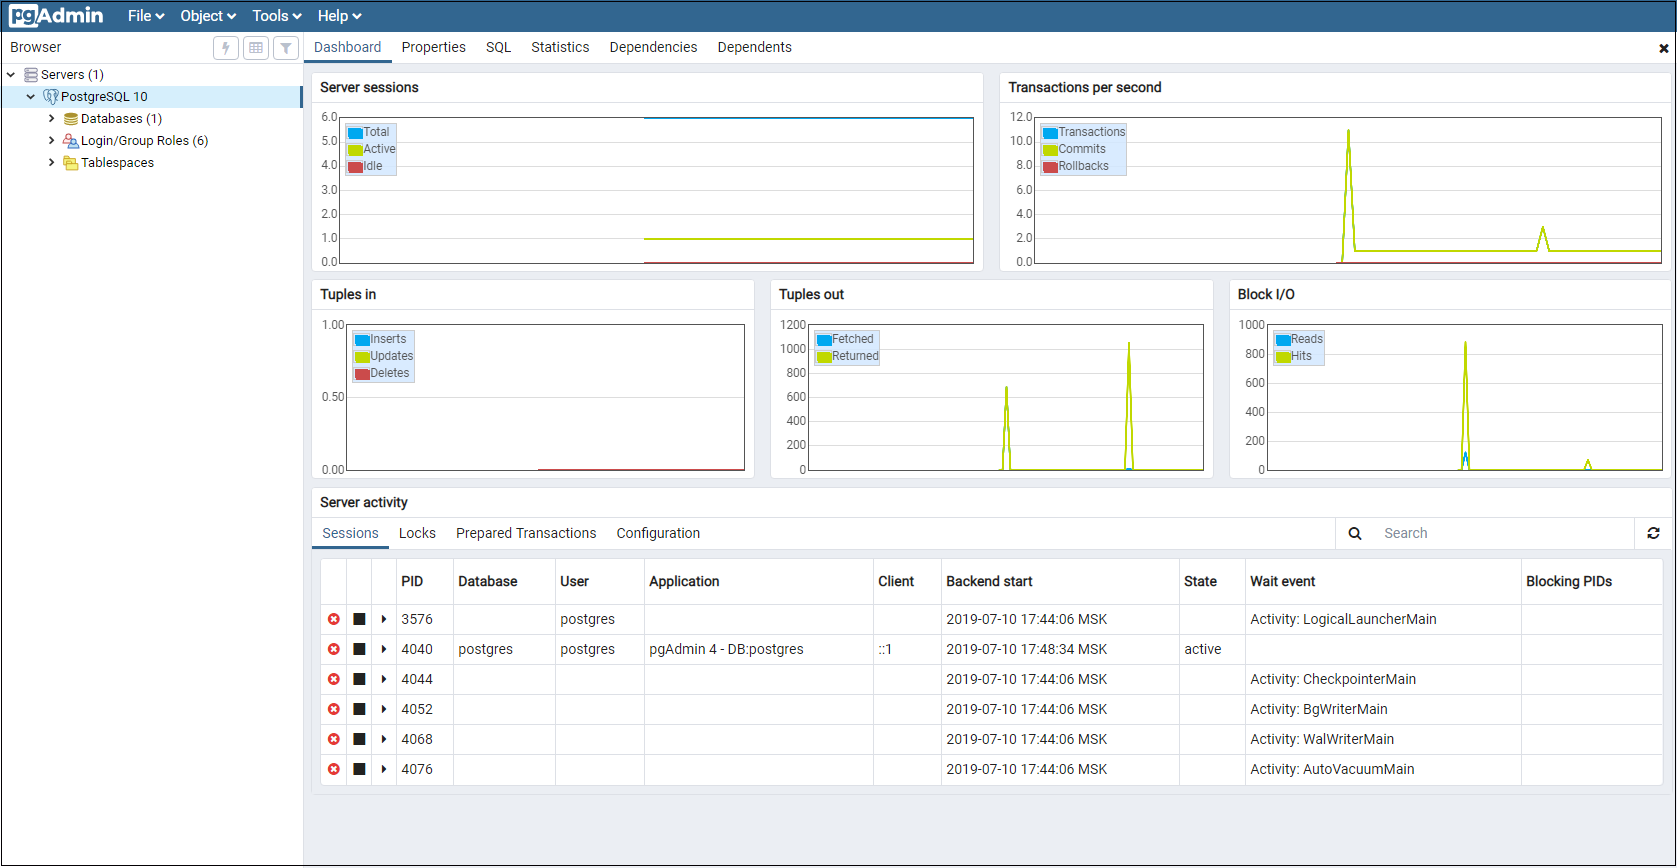 pgAdmin File Object Tools Help
Browser Dashboard Properties SQL Statistics Dependencies Dependents
Servers (1)
PostgreSQL 10
Databases (1)
Login/Group Roles (6)
Tablespaces
Server sessions
6.0
5.0
4.0
3.0
2.0
1.0
0.0
Total
Active
Idle
Transactions per second
12.0
10.0
8.0
6.0
4.0
2.0
0.0
Transactions
Commits
Rollbacks
Tuples in
1.00
0.50
0.00
Inserts
Updates
Deletes
Tuples out
1200
1000
800
600
400
200
0
Fetched
Returned
Block I/O
1000
800
600
400
200
0
Reads
Hits
Server activity
Sessions Locks Prepared Transactions Configuration Search
PID Database User Application Client Backend start State Wait event Blocking PIDs
3576 postgres 2019-07-10 17:44:06 MSK Activity: LogicalLauncherMain
4040 postgres postgres pgAdmin 4 - DB:postgres ::1 2019-07-10 17:48:34 MSK active
4044 2019-07-10 17:44:06 MSK Activity: CheckpointerMain
4052 2019-07-10 17:44:06 MSK Activity: BgWriterMain
4068 2019-07-10 17:44:06 MSK Activity: WalWriterMain
4076 2019-07-10 17:44:06 MSK Activity: AutoVacuumMain